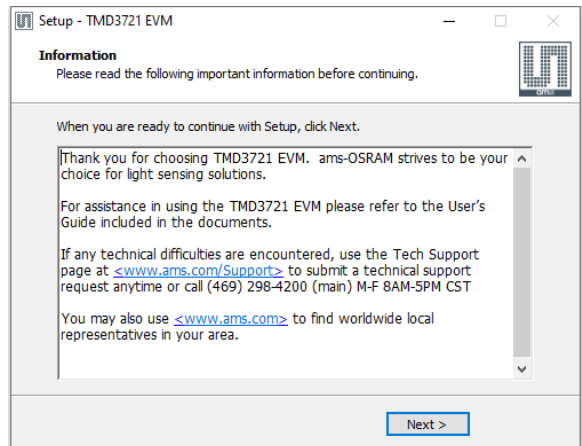 Setup - TMD3721 EVM
Information
Please read the following important information before continuing.
amu
When you are ready to continue with Setup, click Next.
Thank you for choosing TMD3721 EVM.  ams-OSRAM strives to be your
choice for light sensing solutions.
For assistance in using the TMD3721 EVM please refer to the User's
Guide included in the documents.
If any technical difficulties are encountered, use the Tech Support
page at <www.ams.com/Support> to submit a technical support
request anytime or call (469) 298-4200 (main) M-F 8AM-5PM CST
You may also use <www.ams.com> to find worldwide local
representatives in your area.
Next >